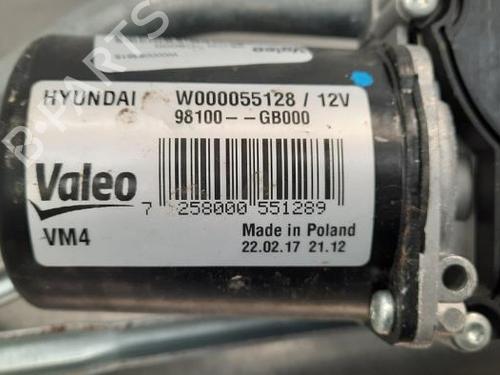 Valeo
HYUNDAI W000055128 / 12V
98100--GB000
Valeo
7 258000 551289
VM4
Made in Poland
22.02.17 21.12
B-PARTS